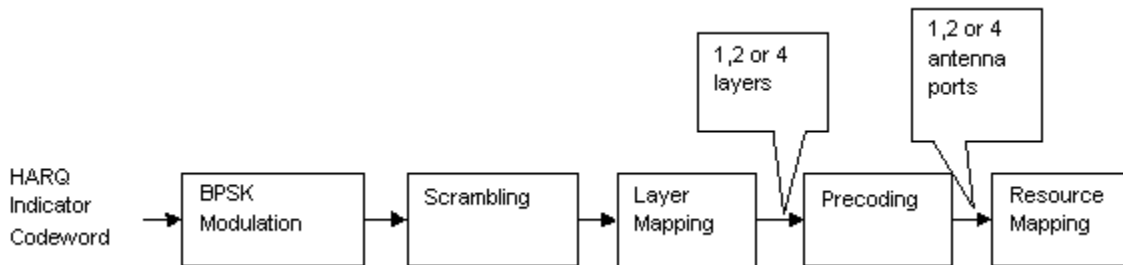 1,2 or 4
layers
1,2 or 4
antenna
ports
HARQ
Indicator
Codeword
BPSK
Modulation
Scrambling
Layer
Mapping
Precoding
Resource
Mapping